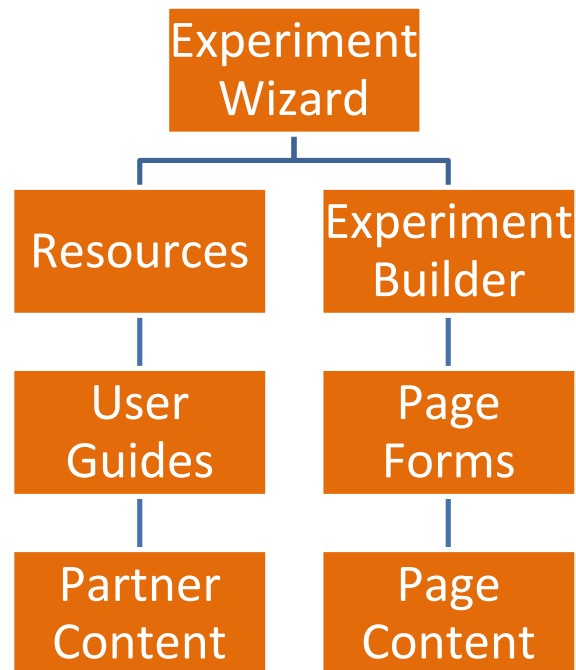 Experiment
Wizard
Resources
Experiment
Builder
User
Guides
Page
Forms
Partner
Content
Page
Content